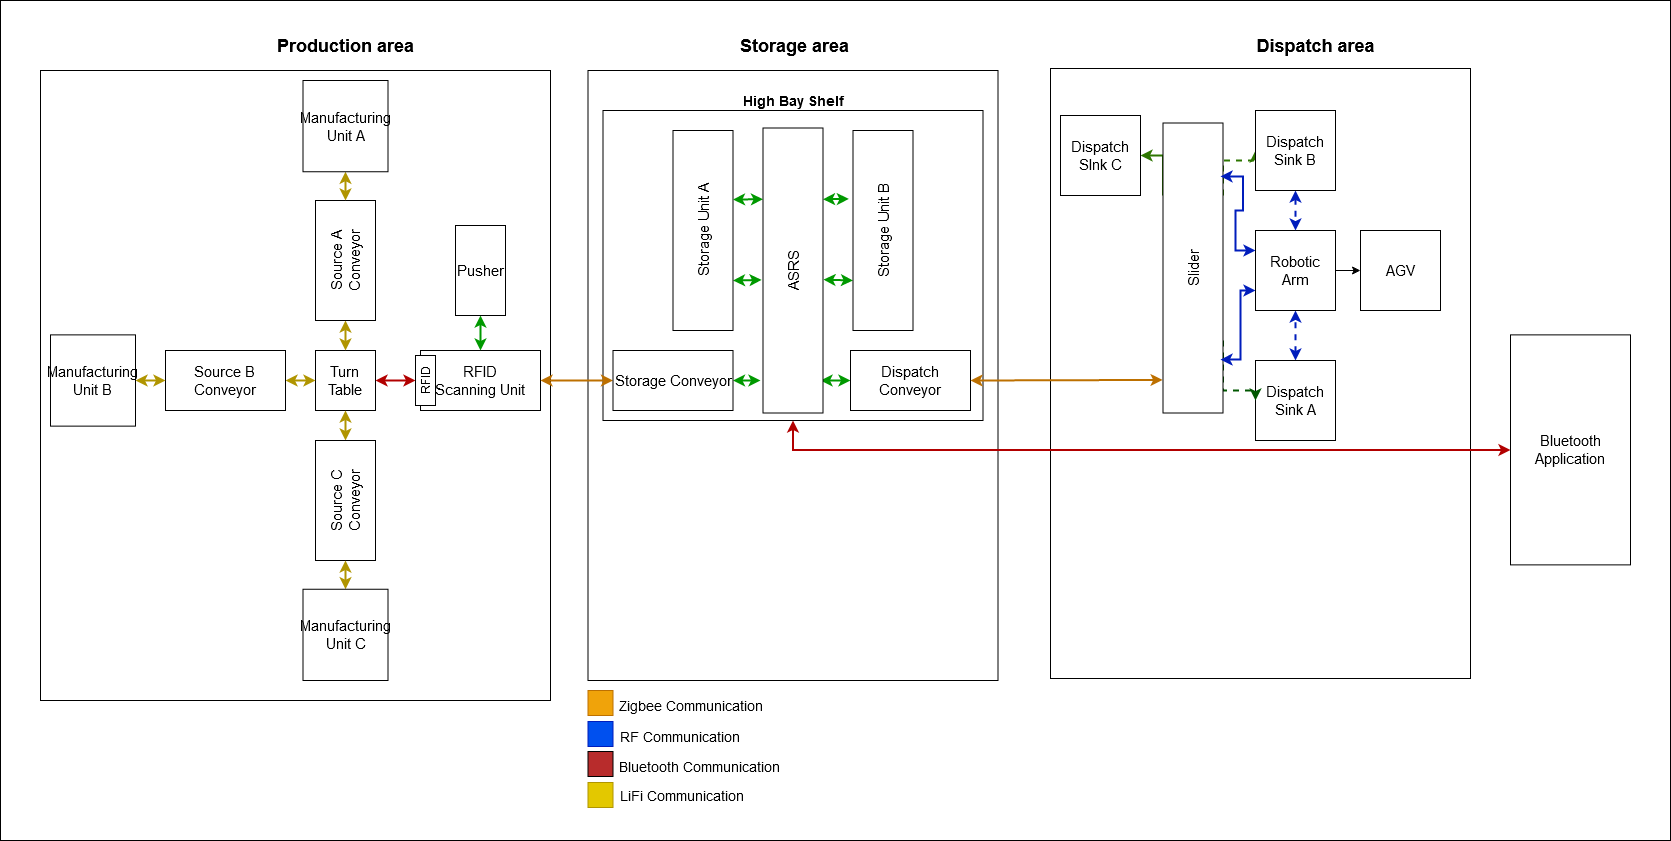 Production area
Storage area
Dispatch area
Manufacturing
Unit A
Source A
Conveyor
Pusher
Manufacturing
Unit B
Source B
Conveyor
Turn
Table
RFID
RFID
Scanning Unit
Source C
Conveyor
Manufacturing
Unit C
High Bay Shelf
Storage Unit A
ASRS
Storage Unit B
Storage Conveyor
Dispatch
Conveyor
Dispatch
SInk C
Slider
Dispatch
Sink B
Robotic
Arm
AGV
Dispatch
Sink A
Bluetooth
Application
Zigbee Communication
RF Communication
Bluetooth Communication
LiFi Communication